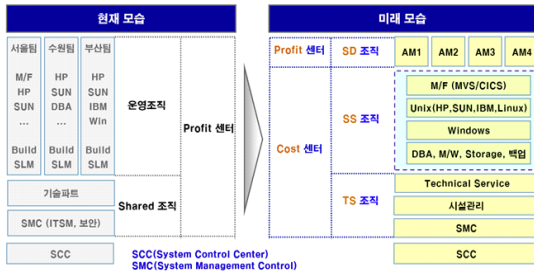 현재 모습
서울팀
M/F
HP
SUN
...
Build
SLM
수원팀
HP
SUN
DBA
...
Build
SLM
부산팀
HP
SUN
IBM
Win
Build
SLM
운영조직
Profit 센터
기술파트
SMC (ITSM, 보안)
Shared 조직
SCC
SCC(System Control Center)
SMC(System Management Control)
미래 모습
Profit 센터
SD 조직
AM1
AM2
AM3
AM4
Cost 센터
SS 조직
M/F (MVS/CICS)
Unix(HP,SUN,IBM,Linux)
Windows
DBA, M/W, Storage, 백업
TS 조직
Technical Service
시설관리
SMC
SCC